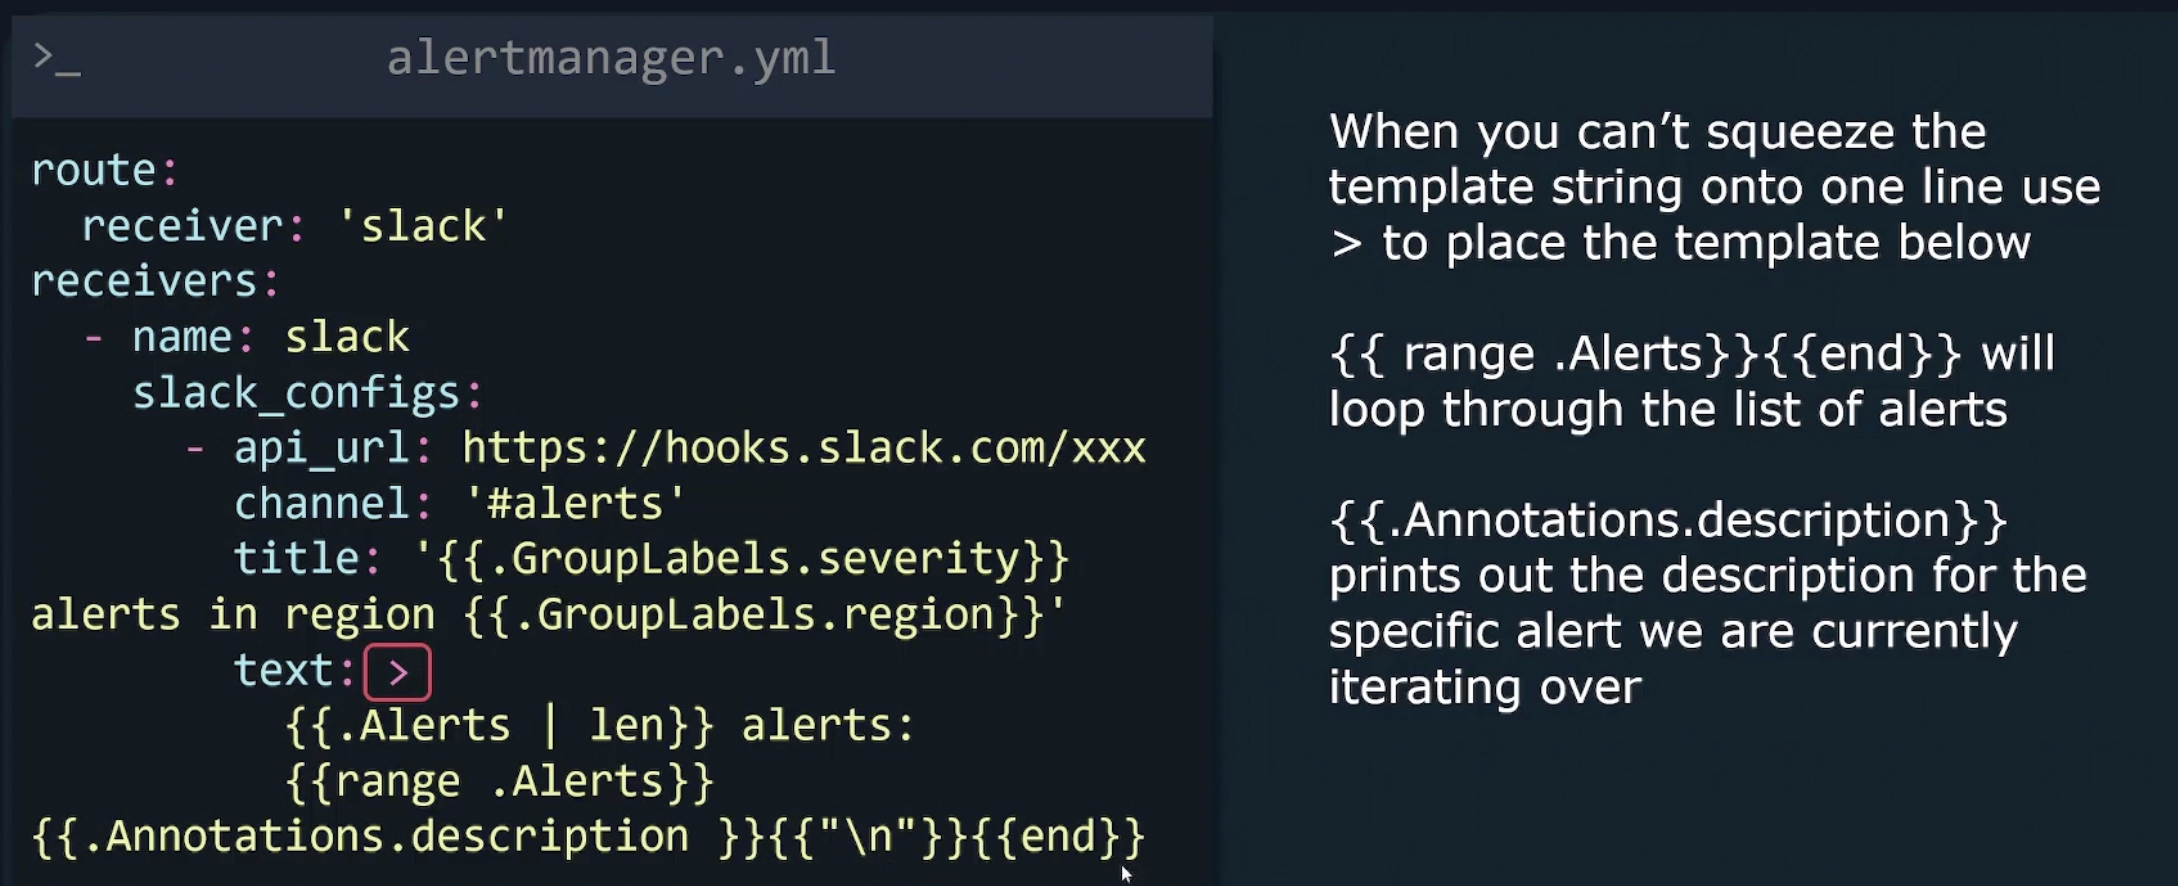 >_ alertmanager.yml
route:
  receiver: 'slack'
receivers:
  - name: slack
    slack_configs:
      - api_url: https://hooks.slack.com/xxx
        channel: '#alerts'
        title: '{{.GroupLabels.severity}}
alerts in region {{.GroupLabels.region}}'
        text: >
          {{.Alerts | len}} alerts:
          {{range .Alerts}}
{{.Annotations.description }}{{"\n"}}{{end}}
When you can’t squeeze the
template string onto one line use
> to place the template below
{{ range .Alerts}}{{end}} will
loop through the list of alerts
{{.Annotations.description}}
prints out the description for the
specific alert we are currently
iterating over